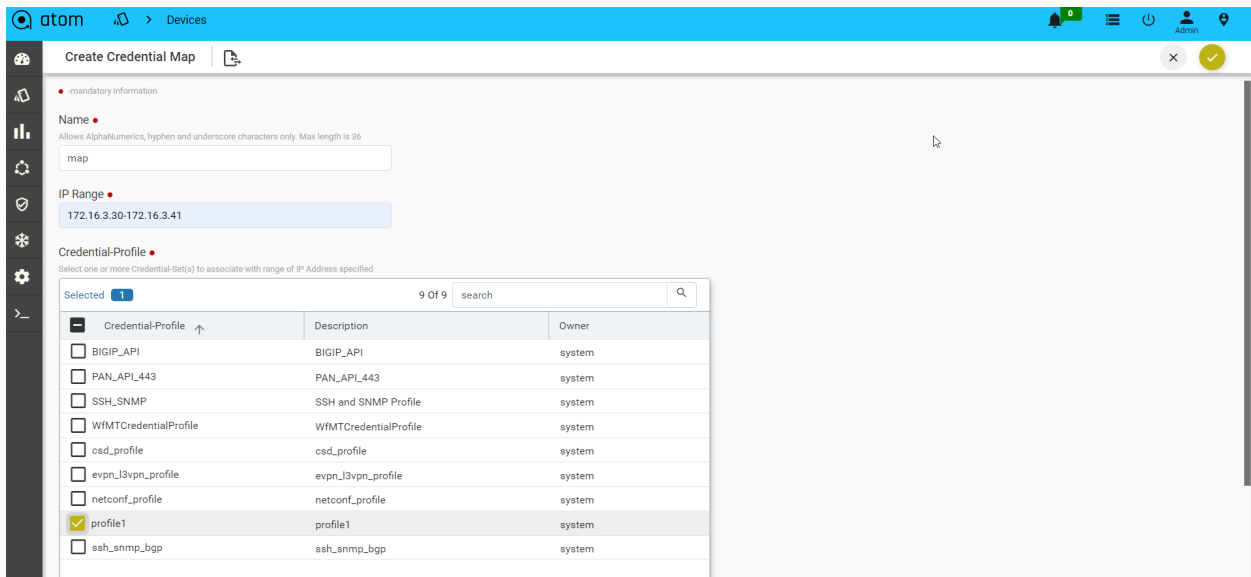 atom > Devices 0
Admin
Create Credential Map
-mandatory information
Name
Allows AlphaNumerics, hyphen and underscore characters only. Max length is 36
map
IP Range
172.16.3.30-172.16.3.41
Credential-Profile
Select one or more Credential-Set(s) to associate with range of IP Address specified
Selected 1 9 Of 9 search
Credential-Profile Description Owner
BIGIP_API BIGIP_API system
PAN_API_443 PAN_API_443 system
SSH_SNMP SSH and SNMP Profile system
WfMTCredentialProfile WfMTCredentialProfile system
csd_profile csd_profile system
evpn_l3vpn_profile evpn_l3vpn_profile system
netconf_profile netconf_profile system
profile1 profile1 system
ssh_snmp_bgp ssh_snmp_bgp system